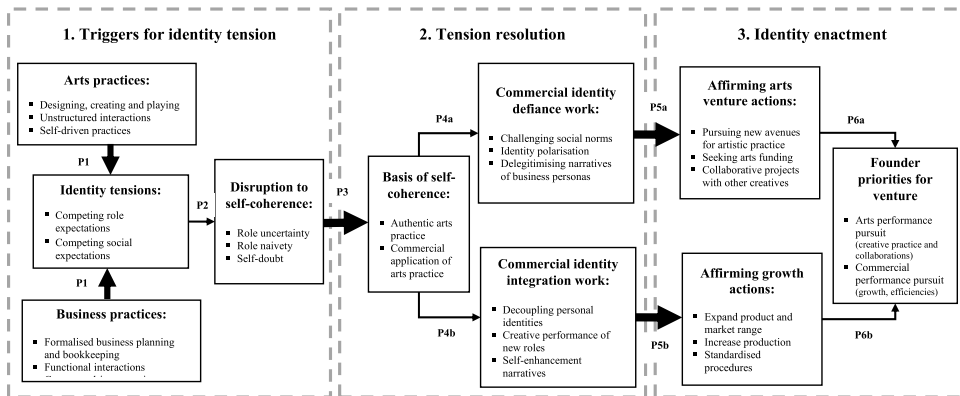 1. Triggers for identity tension
Arts practices:
▪ Designing, creating and playing
▪ Unstructured interactions
▪ Self-driven practices
P1
Identity tensions:
▪ Competing role
expectations
▪ Competing social
expectations
P1
Business practices:
▪ Formalised business planning
and bookkeeping
▪ Functional interactions
P2
Disruption to
self-coherence:
▪ Role uncertainty
▪ Role naivety
▪ Self-doubt
P3
2. Tension resolution
Basis of self-
coherence:
▪ Authentic arts
practice
▪ Commercial
application of
arts practice
P4a
Commercial identity
defiance work:
▪ Challenging social norms
▪ Identity polarisation
▪ Delegitimising narratives
of business personas
P4b
Commercial identity
integration work:
▪ Decoupling personal
identities
▪ Creative performance of
new roles
▪ Self-enhancement
narratives
P5a
P5b
3. Identity enactment
Affirming arts
venture actions:
▪ Pursuing new avenues
for artistic practice
▪ Seeking arts funding
▪ Collaborative projects
with other creatives
Affirming growth
actions:
▪ Expand product and
market range
▪ Increase production
▪ Standardised
procedures
P6a
P6b
Founder
priorities for
venture
▪ Arts performance
pursuit
(creative practice and
collaborations)
▪ Commercial
performance pursuit
(growth, efficiencies)